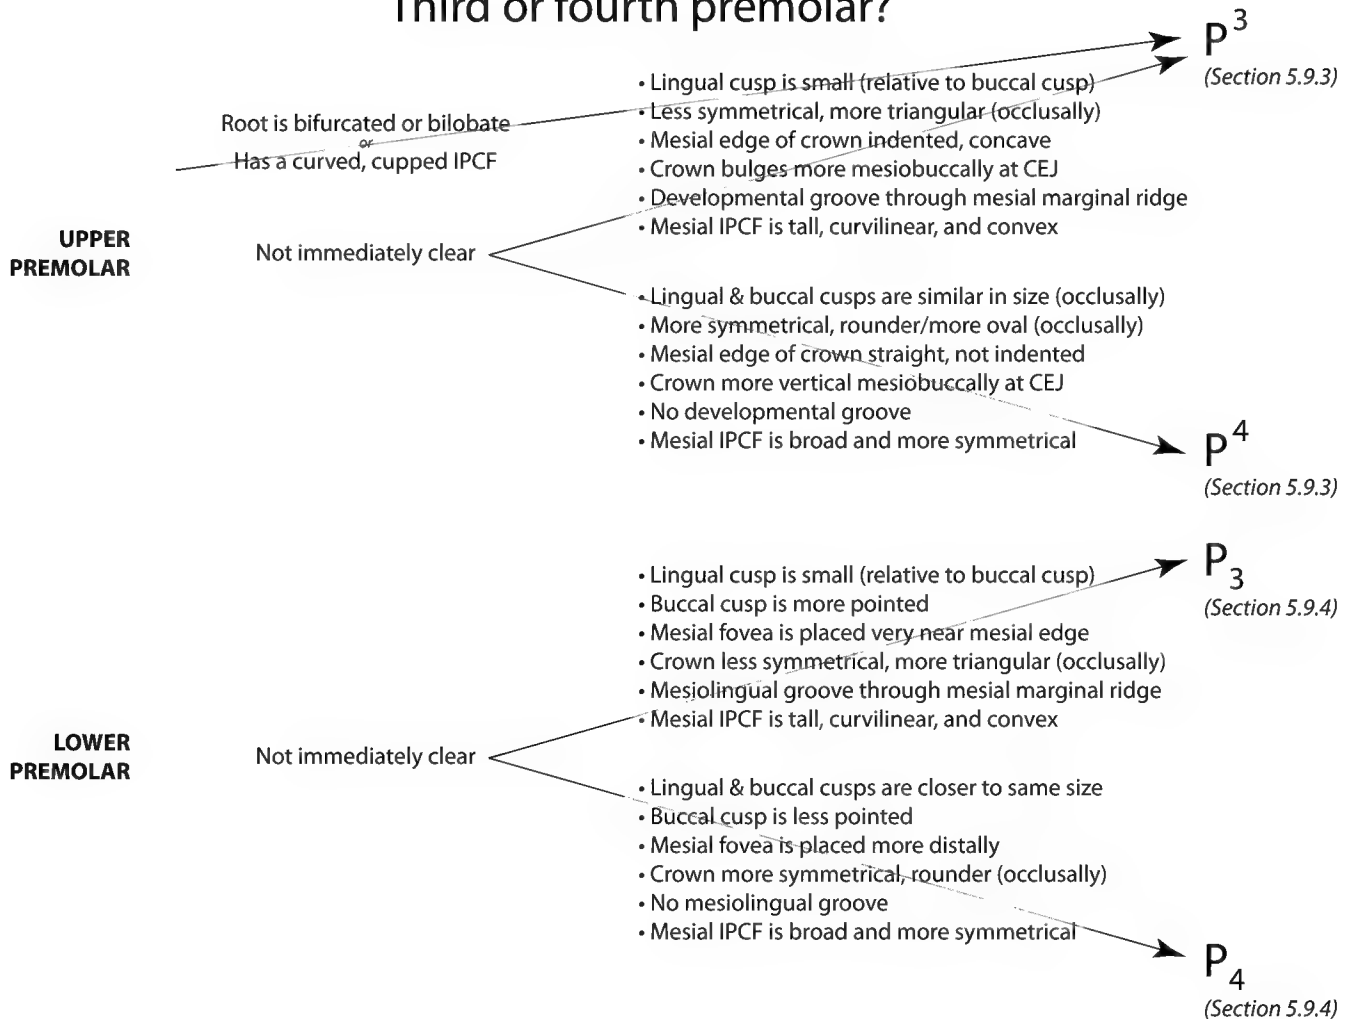 Third or fourth premolar?
P³
(Section 5.9.3)
Root is bifurcated or bilobate
or
Has a curved, cupped IPCF
• Lingual cusp is small (relative to buccal cusp)
• Less symmetrical, more triangular (occlusally)
• Mesial edge of crown indented, concave
• Crown bulges more mesiobuccally at CEJ
• Developmental groove through mesial marginal ridge
• Mesial IPCF is tall, curvilinear, and convex
UPPER
PREMOLAR
Not immediately clear
• Lingual & buccal cusps are similar in size (occlusally)
• More symmetrical, rounder/more oval (occlusally)
• Mesial edge of crown straight, not indented
• Crown more vertical mesiobuccally at CEJ
• No developmental groove
• Mesial IPCF is broad and more symmetrical
P⁴
(Section 5.9.3)
• Lingual cusp is small (relative to buccal cusp)
• Buccal cusp is more pointed
• Mesial fovea is placed very near mesial edge
• Crown less symmetrical, more triangular (occlusally)
• Mesiolingual groove through mesial marginal ridge
• Mesial IPCF is tall, curvilinear, and convex
P₃
(Section 5.9.4)
LOWER
PREMOLAR
Not immediately clear
• Lingual & buccal cusps are closer to same size
• Buccal cusp is less pointed
• Mesial fovea is placed more distally
• Crown more symmetrical, rounder (occlusally)
• No mesiolingual groove
• Mesial IPCF is broad and more symmetrical
P₄
(Section 5.9.4)